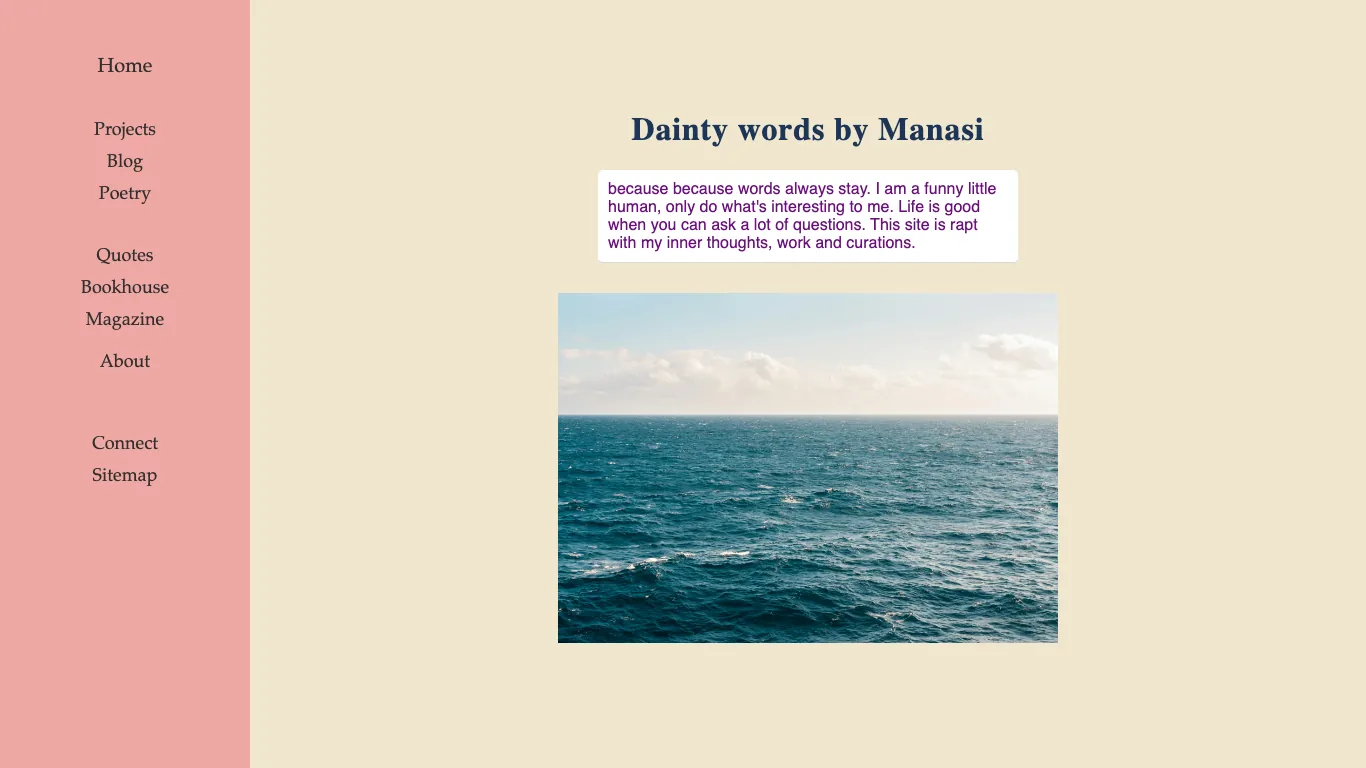 Home
Projects
Blog
Poetry
Quotes
Bookhouse
Magazine
About
Connect
Sitemap
Dainty words by Manasi
because because words always stay. I am a funny little
human, only do what's interesting to me. Life is good
when you can ask a lot of questions. This site is rapt
with my inner thoughts, work and curations.